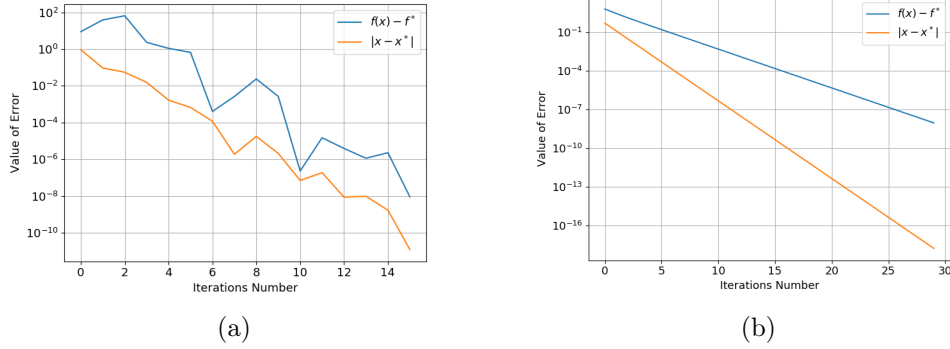 10^2
10^0
10^-2
10^-4
10^-6
10^-8
10^-10
Value of Error
0 2 4 6 8 10 12 14
Iterations Number
f(x) − f*
|x − x*|
(a)
10^-1
10^-4
10^-7
10^-10
10^-13
10^-16
Value of Error
0 5 10 15 20 25 30
Iterations Number
f(x) − f*
|x − x*|
(b)